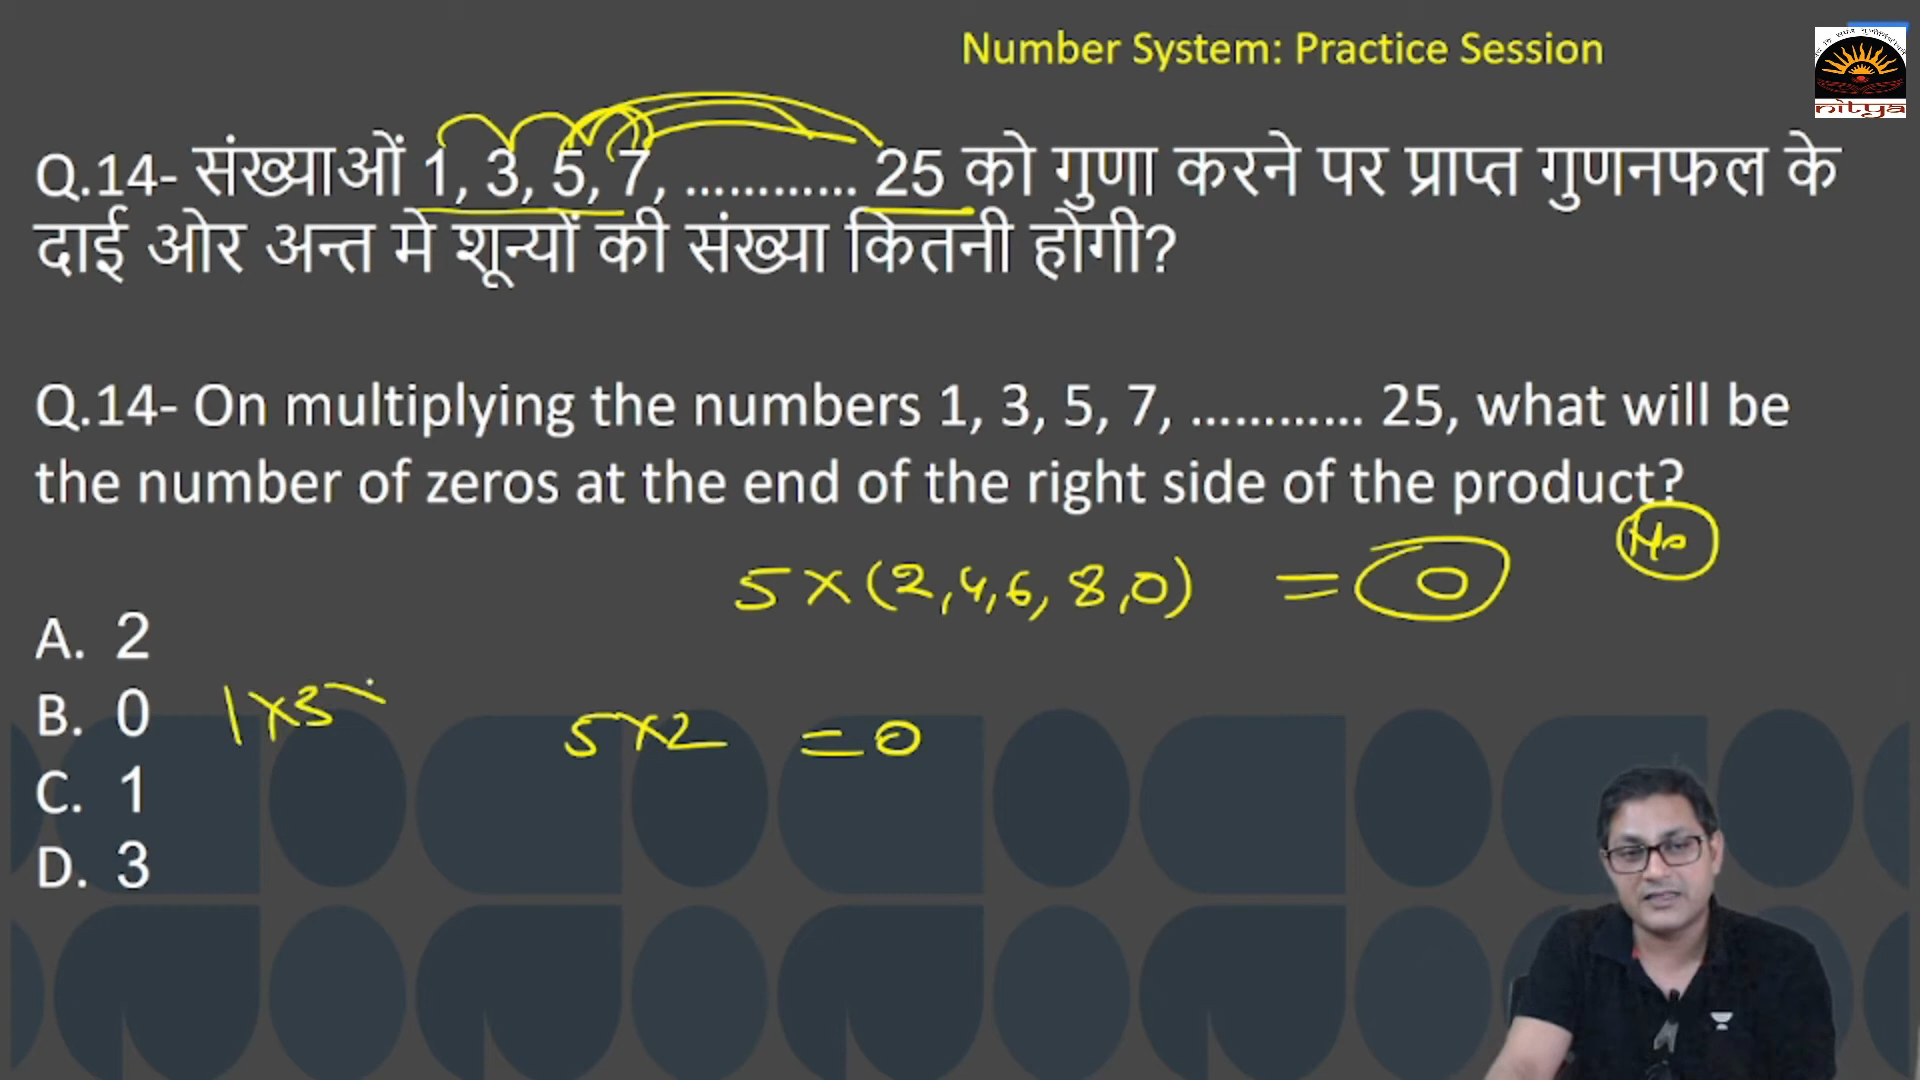 Number System: Practice Session
nitya
Q.14- संख्याओं 1, 3, 5, 7, ............. 25 को गुणा करने पर प्राप्त गुणनफल के
दाई ओर अन्त मे शून्यों की संख्या कितनी होगी?
Q.14- On multiplying the numbers 1, 3, 5, 7, ............. 25, what will be
the number of zeros at the end of the right side of the product?
5 × (2, 4, 6, 8, 0) = 0
A. 2
B. 0
1 × 3
5 × 2 = 0
C. 1
D. 3